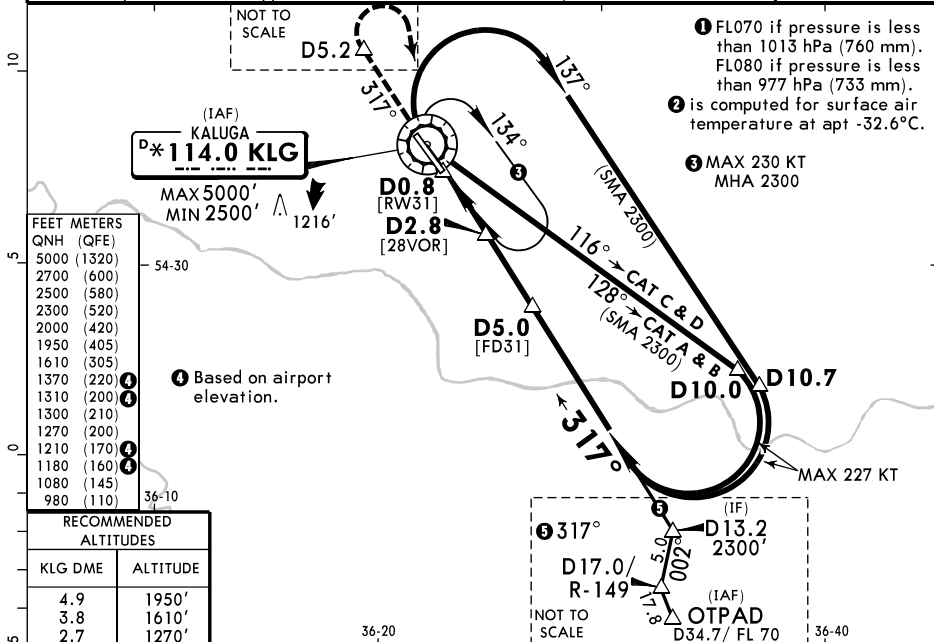 NOT TO
SCALE
D5.2
317°
❶ FL070 if pressure is less
than 1013 hPa (760 mm).
FL080 if pressure is less
than 977 hPa (733 mm).
❷ is computed for surface air
temperature at apt -32.6°C.
❸ MAX 230 KT
MHA 2300
10
(IAF)
KALUGA
D*114.0 KLG
MAX 5000'
MIN 2500'
1216'
137°
(SMA 2300)
134°
❸
D0.8
[RW31]
D2.8
[28VOR]
116° → CAT C & D
128° → CAT A & B
(SMA 2300)
D5.0
[FD31]
D10.0
D10.7
317°
MAX 227 KT
5
54-30
FEET METERS
QNH (QFE)
5000 (1320)
2700 (600)
2500 (580)
2300 (520)
2000 (420)
1950 (405)
1610 (305)
1370 (220) ❹
1310 (200) ❹
1300 (210)
1270 (200)
1210 (170) ❹
1180 (160) ❹
1080 (145)
980 (110)
❹ Based on airport
elevation.
0
36-10
RECOMMENDED
ALTITUDES
KLG DME ALTITUDE
4.9 1950'
3.8 1610'
2.7 1270'
5
36-20
❺ 317°
❺
(IF)
D13.2
2300'
5.0
002°
D17.0/
R-149
17.8
NOT TO
SCALE
(IAF)
OTPAD
D34.7/ FL 70
36-40